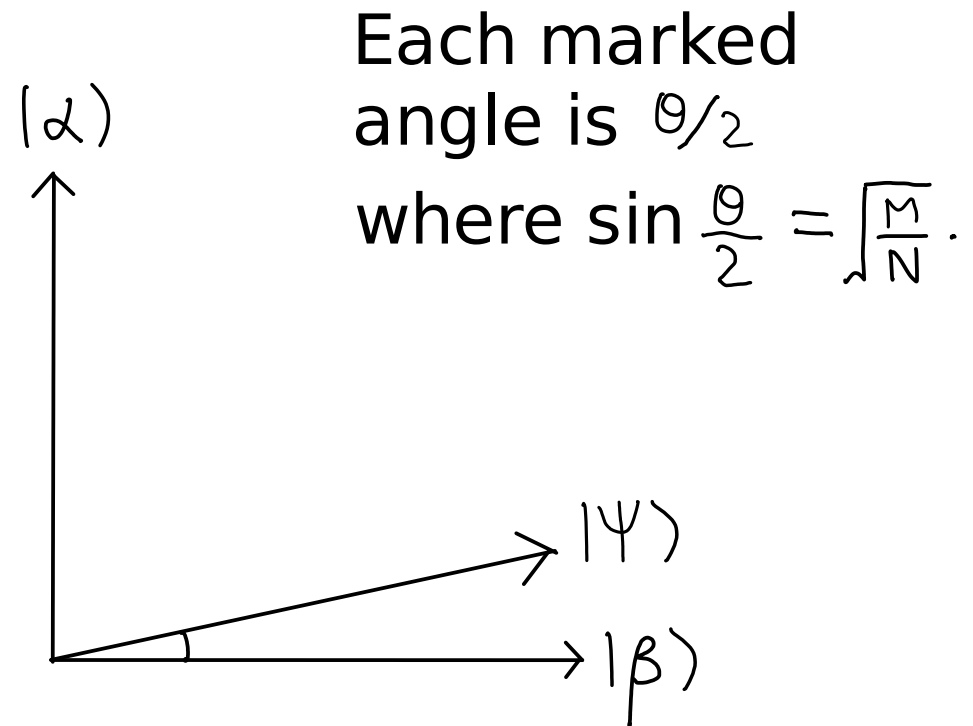 Each marked
|α⟩
angle is θ/2
where sin θ/2 = √M/N.
|Ψ⟩
|β⟩